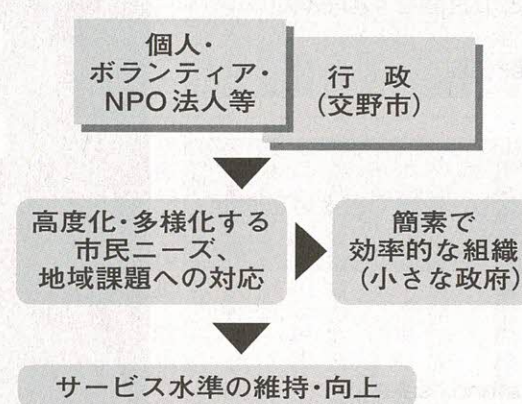 個人・
ボランティア・
NPO法人等
行　政
(交野市)
高度化・多様化する
市民ニーズ、
地域課題への対応
簡素で
効率的な組織
(小さな政府)
サービス水準の維持・向上